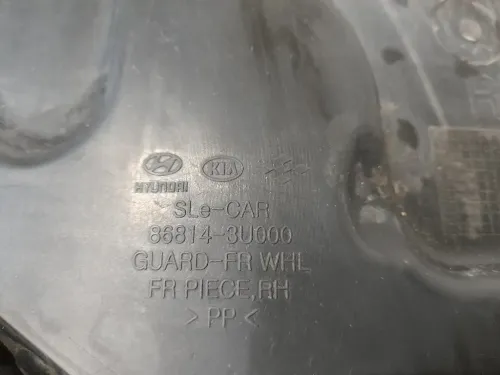 HYUNDAI KIA
SLe-CAR
86814-3U000
GUARD-FR WHL
FR PIECE,RH
>PP<